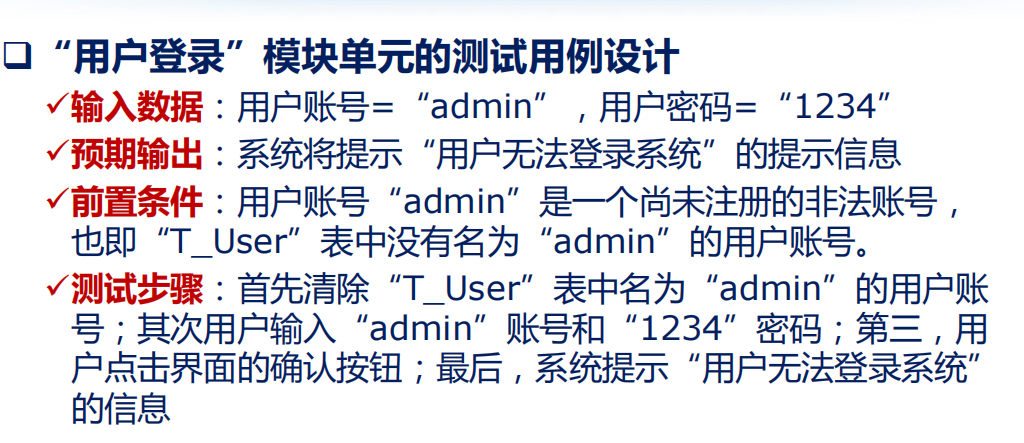 ❑ “用户登录”模块单元的测试用例设计
✓输入数据：用户账号=“admin”，用户密码=“1234”
✓预期输出：系统将提示“用户无法登录系统”的提示信息
✓前置条件：用户账号“admin”是一个尚未注册的非法账号，
也即“T_User”表中没有名为“admin”的用户账号。
✓测试步骤：首先清除“T_User”表中名为“admin”的用户账
号；其次用户输入“admin”账号和“1234”密码；第三，用
户点击界面的确认按钮；最后，系统提示“用户无法登录系统”
的信息